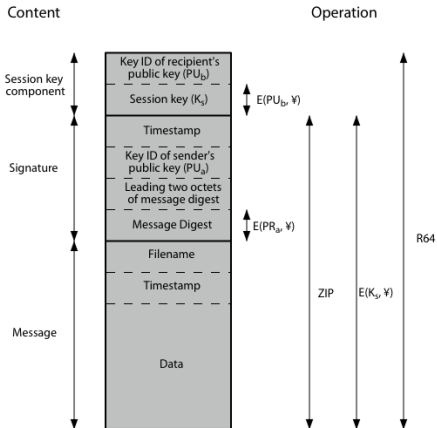 Content
Operation
Key ID of recipient's
public key (PUb)
Session key
component
Session key (Ks)
E(PUb, ¥)
Timestamp
Key ID of sender's
public key (PUa)
Signature
Leading two octets
of message digest
Message Digest
E(PRa, ¥)
R64
Filename
Timestamp
ZIP
E(Ks, ¥)
Message
Data